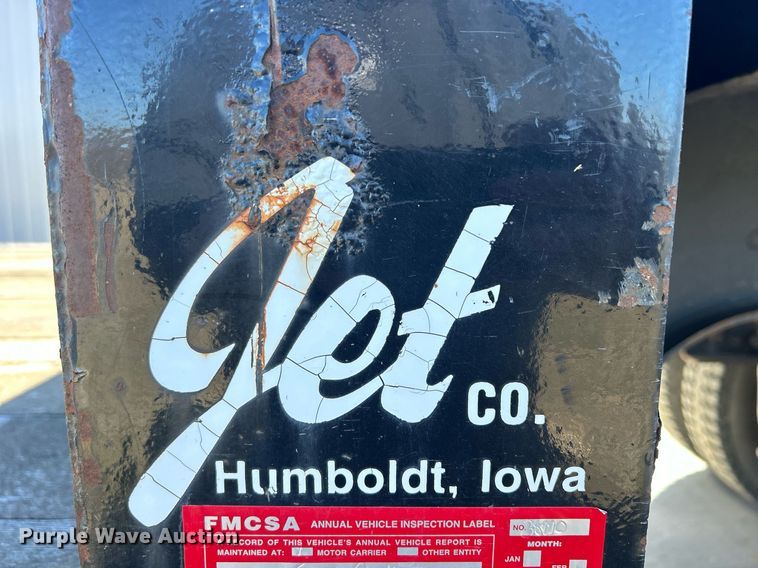 Jet CO.
Humboldt, Iowa
FMCSA ANNUAL VEHICLE INSPECTION LABEL NO.
RECORD OF THIS VEHICLE'S ANNUAL VEHICLE REPORT IS MONTH:
MAINTAINED AT: MOTOR CARRIER OTHER ENTITY JAN FEB
Purple Wave Auction